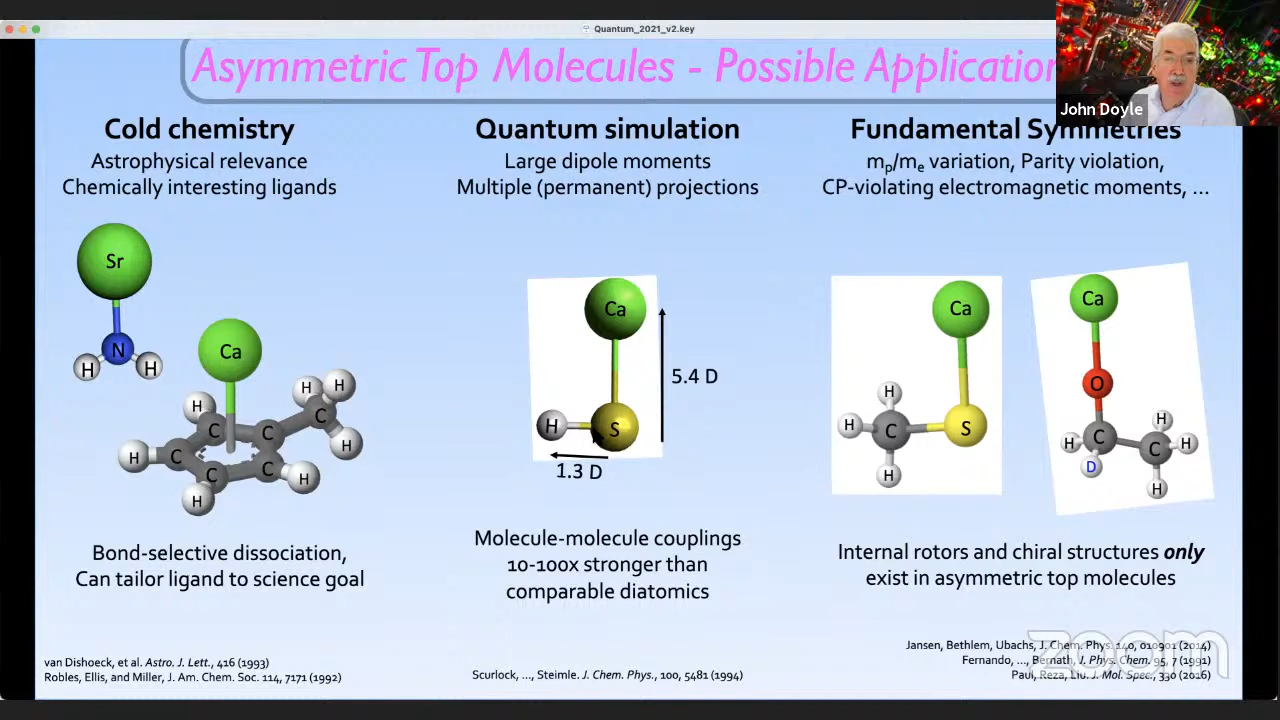 Quantum_2021_v2.key
Asymmetric Top Molecules - Possible Application
John Doyle
Cold chemistry
Astrophysical relevance
Chemically interesting ligands
Sr
N
H
H
Ca
H
H
H
C
C
C
H
C
H
C
C
H
H
H
Bond-selective dissociation,
Can tailor ligand to science goal
van Dishoeck, et al. Astro. J. Lett., 416 (1993)
Robles, Ellis, and Miller, J. Am. Chem. Soc. 114, 7171 (1992)
Quantum simulation
Large dipole moments
Multiple (permanent) projections
Ca
5.4 D
H
S
1.3 D
Molecule-molecule couplings
10-100x stronger than
comparable diatomics
Scurlock, ..., Steimle. J. Chem. Phys., 100, 5481 (1994)
Fundamental Symmetries
mp/me variation, Parity violation,
CP-violating electromagnetic moments, ...
Ca
H
H
C
S
H
Ca
O
H
H
C
C
H
D
H
Internal rotors and chiral structures only
exist in asymmetric top molecules
Jansen, Bethlem, Ubachs, J. Chem. Phys. 140, 010901 (2014)
Fernando, ..., Bernath, J. Phys. Chem. 95, 7 (1991)
Paul, Reza, Liu. J. Mol. Spec., 330 (2016)
zoom